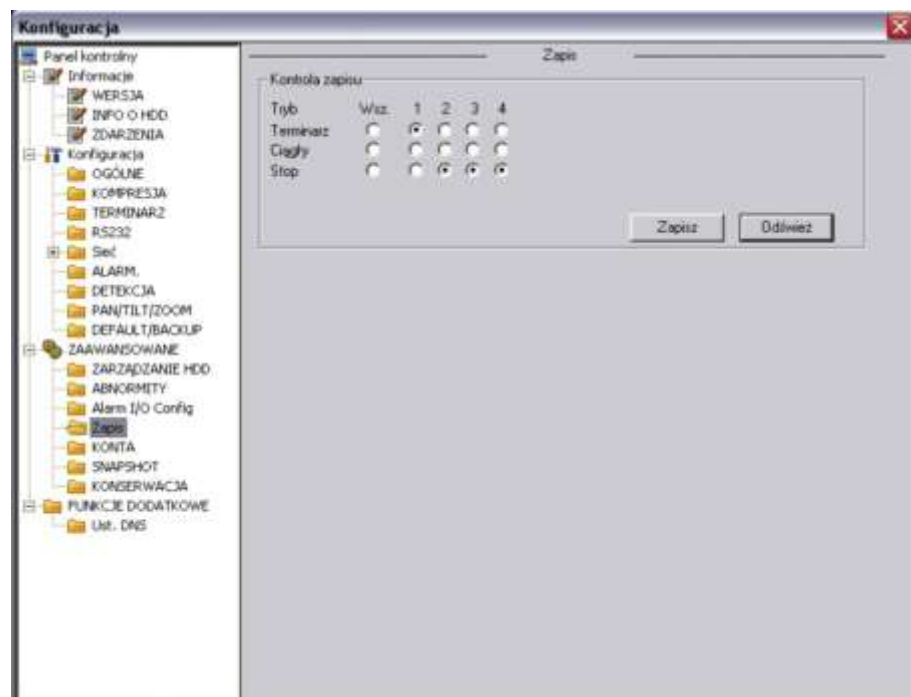 Konfiguracja
Panel kontrolny
Informacje
WERSJA
INFO O HDD
ZDARZENIA
Konfiguracja
OGÓLNE
KOMPRESJA
TERMINARZ
RS232
Sieć
ALARM.
DETEKCJA
PAN/TILT/ZOOM
DEFAULT/BACKUP
ZAAWANSOWANE
ZARZĄDZANIE HDD
ABNORMITY
Alarm I/O Config
Zapis
KONTA
SNAPSHOT
KONSERWACJA
FUNKCJE DODATKOWE
Ust. DNS
Zapis
Kontrola zapisu
Tryb Wsz. 1 2 3 4
Terminarz
Ciągły
Stop
Zapisz Odśwież